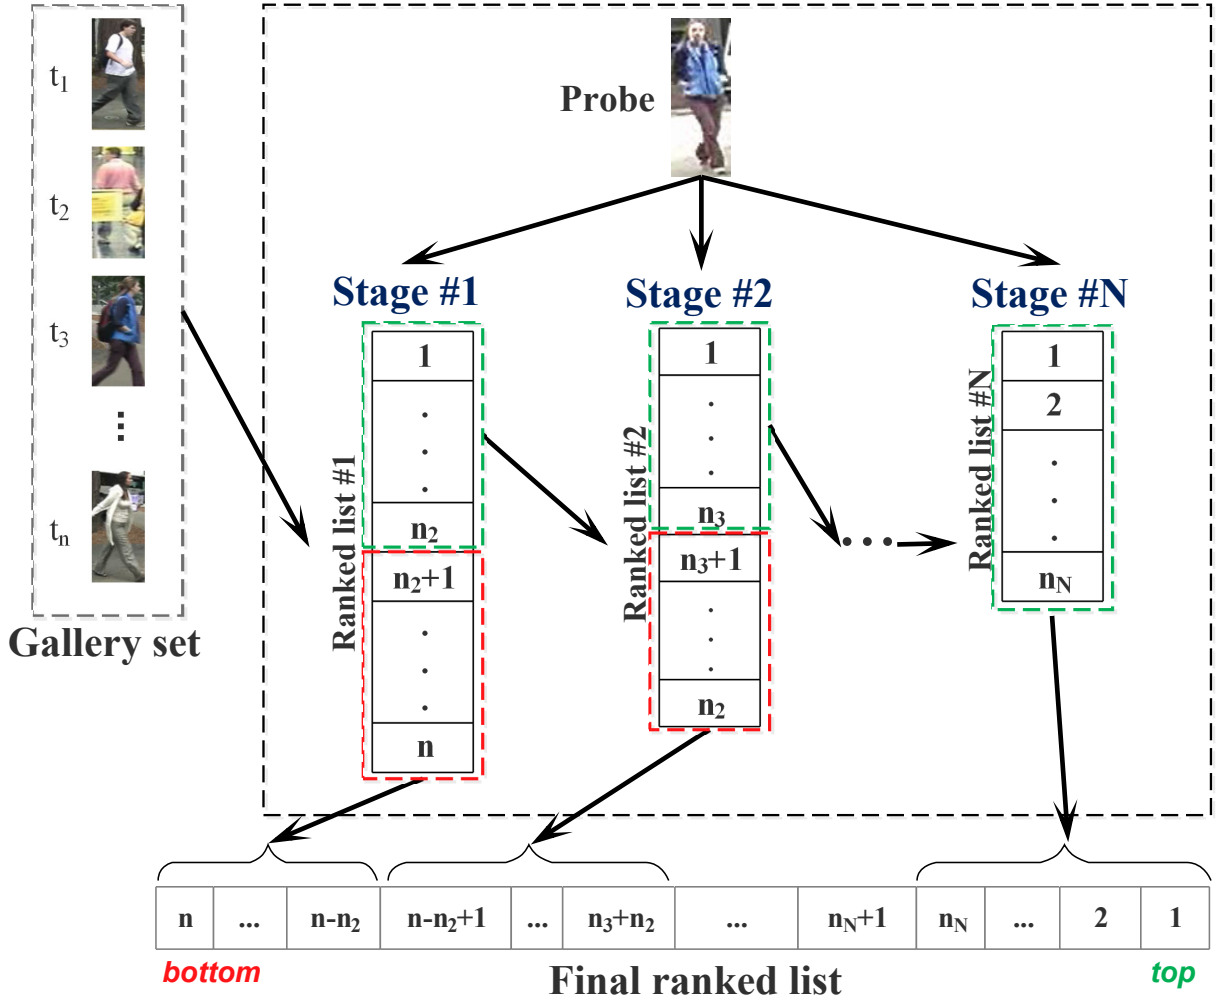 t1
t2
t3
...
tn
Gallery set
Probe
Stage #1
Ranked list #1
1
n2
n2+1
n
Stage #2
Ranked list #2
1
n3
n3+1
n2
...
Stage #N
Ranked list #N
1
2
nN
n ... n-n2 n-n2+1 ... n3+n2 ... nN+1 nN ... 2 1
bottom Final ranked list top